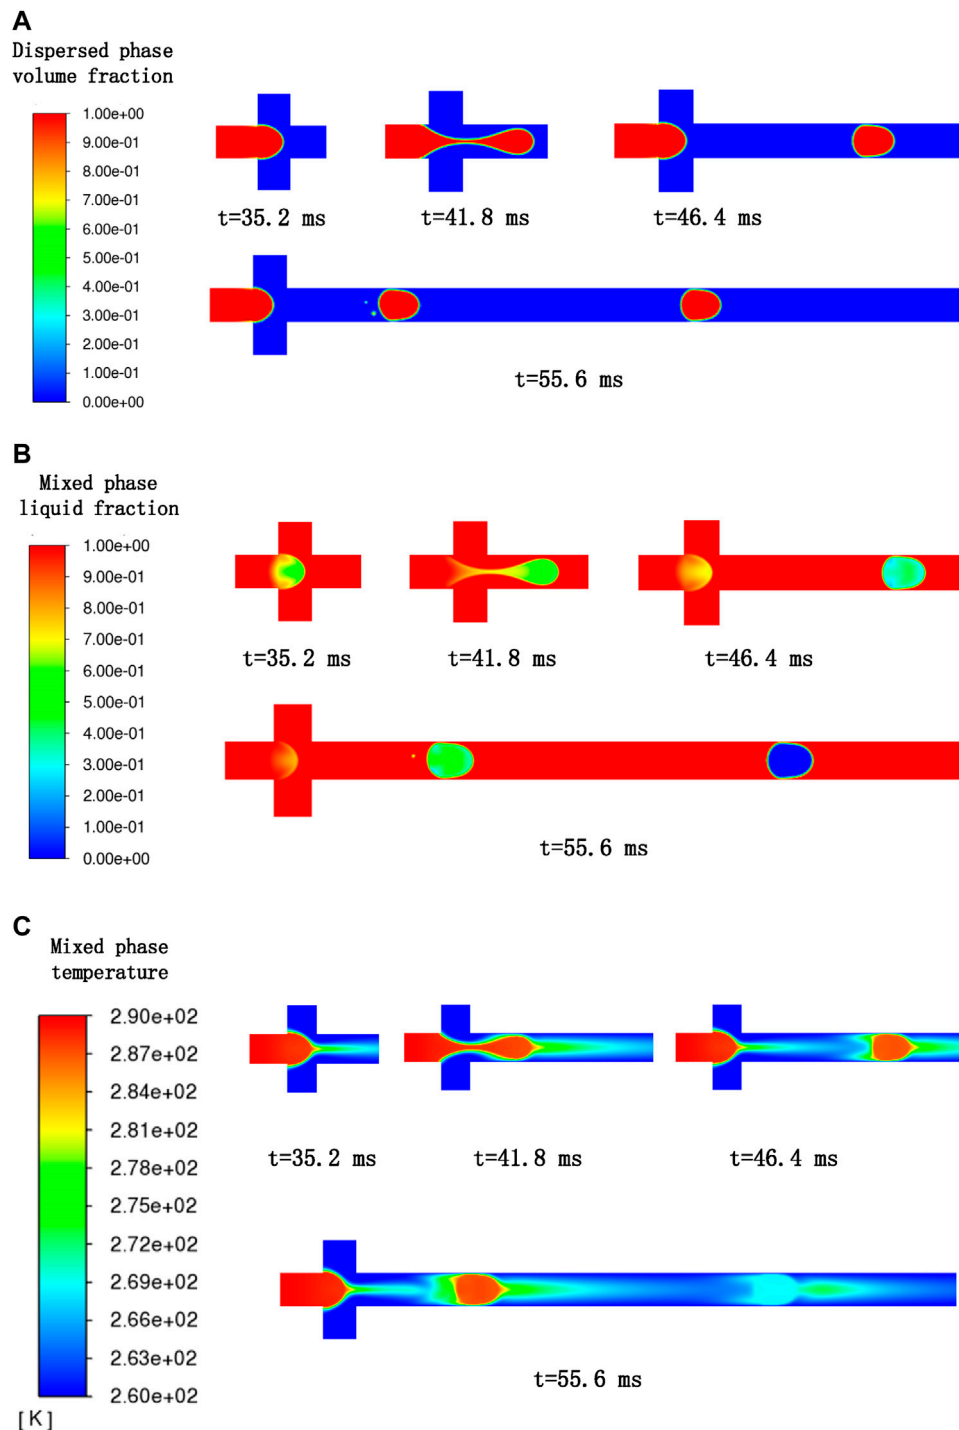 A
Dispersed phase
volume fraction
1.00e+00
9.00e-01
8.00e-01
7.00e-01
6.00e-01
5.00e-01
4.00e-01
3.00e-01
2.00e-01
1.00e-01
0.00e+00
t=35.2 ms
t=41.8 ms
t=46.4 ms
t=55.6 ms
B
Mixed phase
liquid fraction
1.00e+00
9.00e-01
8.00e-01
7.00e-01
6.00e-01
5.00e-01
4.00e-01
3.00e-01
2.00e-01
1.00e-01
0.00e+00
t=35.2 ms
t=41.8 ms
t=46.4 ms
t=55.6 ms
C
Mixed phase
temperature
2.90e+02
2.87e+02
2.84e+02
2.81e+02
2.78e+02
2.75e+02
2.72e+02
2.69e+02
2.66e+02
2.63e+02
2.60e+02
[K]
t=35.2 ms
t=41.8 ms
t=46.4 ms
t=55.6 ms